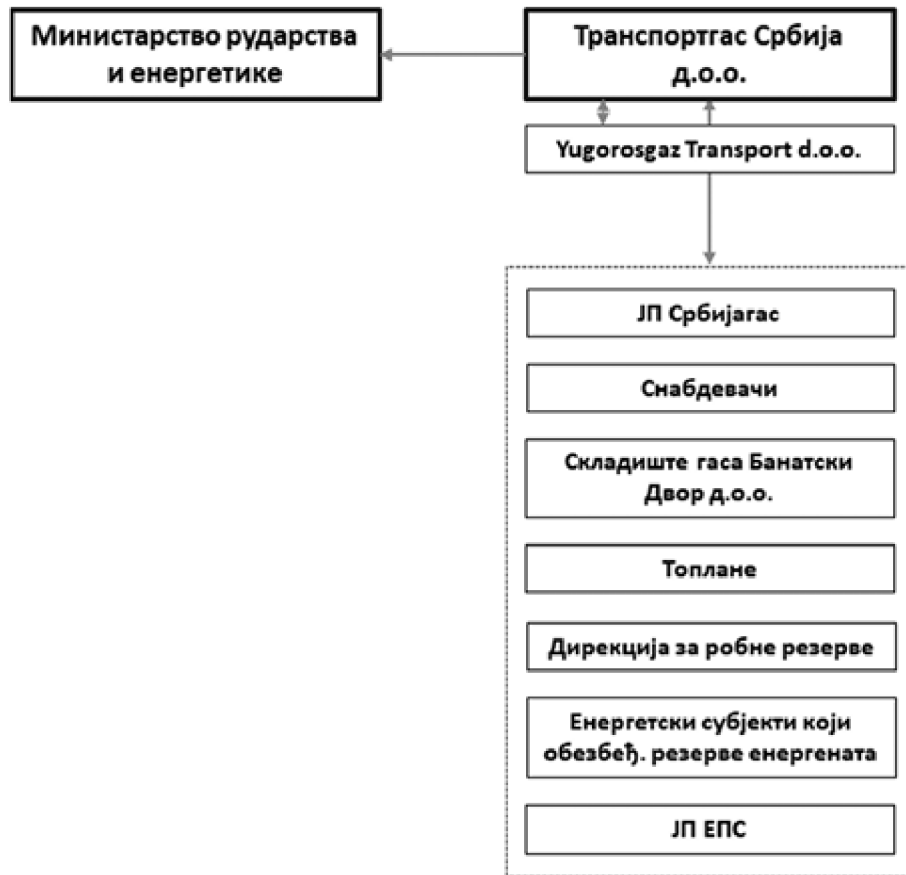 Министарство рударства
и енергетике
Транспортгас Србија
д.о.о.
Yugorosgaz Transport d.o.o.
ЈП Србијагас
Снабдевачи
Складиште гаса Банатски
Двор д.о.о.
Топлане
Дирекција за робне резерве
Енергетски субјекти који
обезбеђ. резерве енергената
ЈП ЕПС